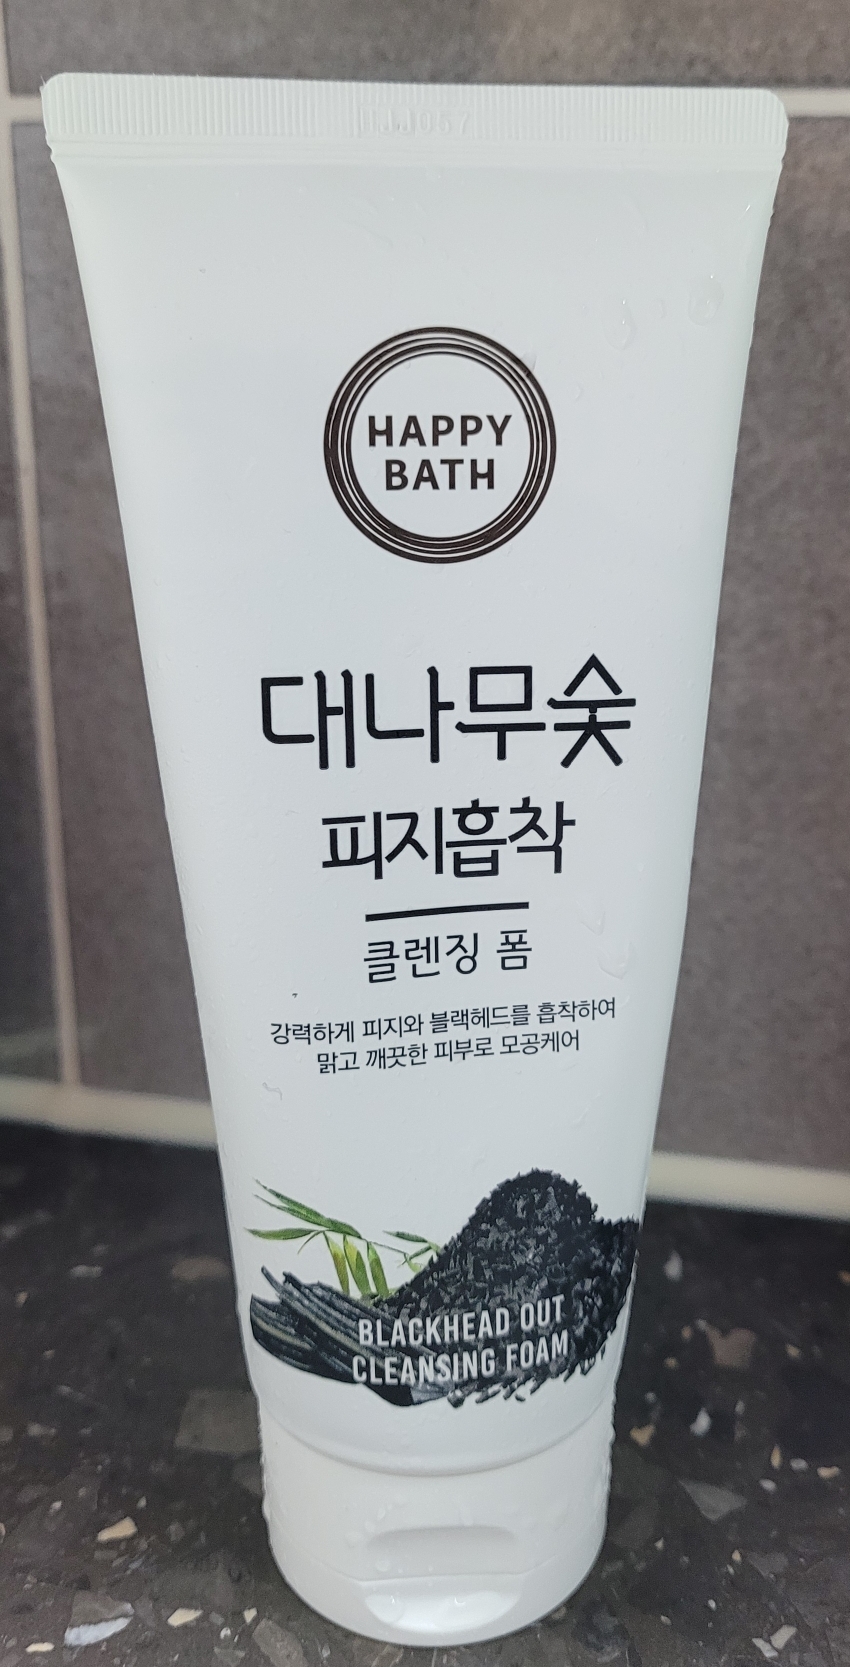 HAPPY
BATH
대나무숯
피지흡착
클렌징 폼
강력하게 피지와 블랙헤드를 흡착하여
맑고 깨끗한 피부로 모공케어
BLACKHEAD OUT
CLEANSING FOAM